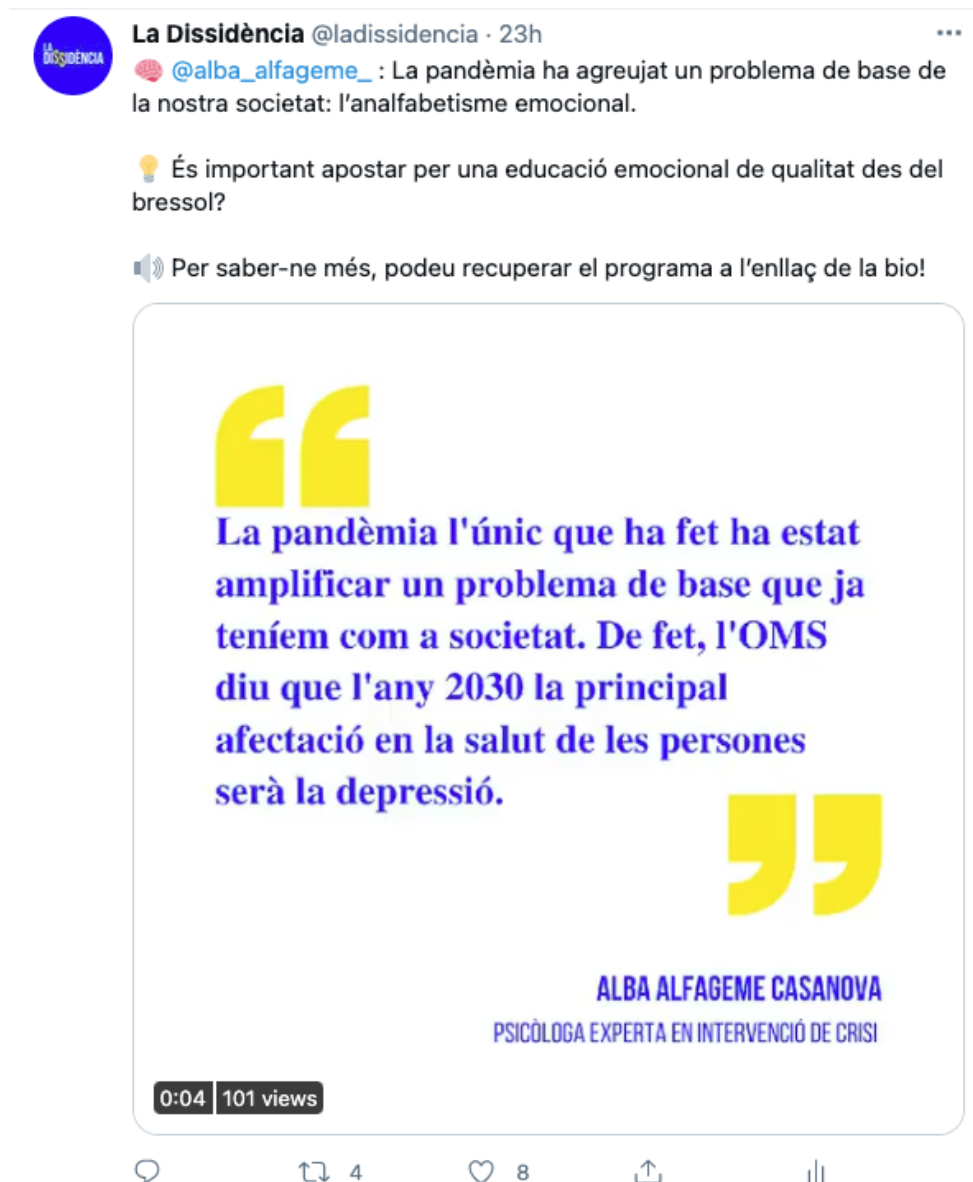 LA
DISSIDÈNCIA
La Dissidència @ladissidencia · 23h
@alba_alfageme_ : La pandèmia ha agreujat un problema de base de
la nostra societat: l’analfabetisme emocional.
És important apostar per una educació emocional de qualitat des del
bressol?
Per saber-ne més, podeu recuperar el programa a l’enllaç de la bio!
“
La pandèmia l'únic que ha fet ha estat
amplificar un problema de base que ja
teníem com a societat. De fet, l'OMS
diu que l'any 2030 la principal
afectació en la salut de les persones
serà la depressió.
”
ALBA ALFAGEME CASANOVA
PSICÒLOGA EXPERTA EN INTERVENCIÓ DE CRISI
0:04 101 views
4 8